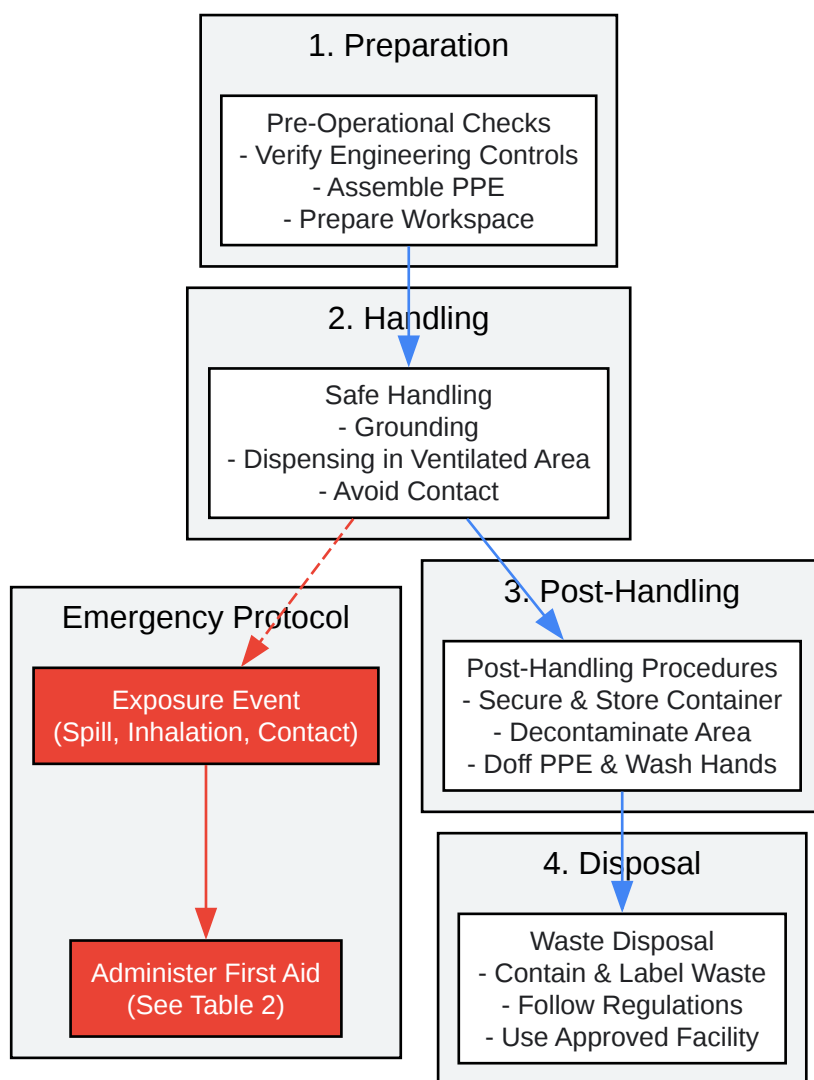 1. Preparation
Pre-Operational Checks
- Verify Engineering Controls
- Assemble PPE
- Prepare Workspace
2. Handling
Safe Handling
- Grounding
- Dispensing in Ventilated Area
- Avoid Contact
Emergency Protocol
Exposure Event
(Spill, Inhalation, Contact)
Administer First Aid
(See Table 2)
3. Post-Handling
Post-Handling Procedures
- Secure & Store Container
- Decontaminate Area
- Doff PPE & Wash Hands
4. Disposal
Waste Disposal
- Contain & Label Waste
- Follow Regulations
- Use Approved Facility